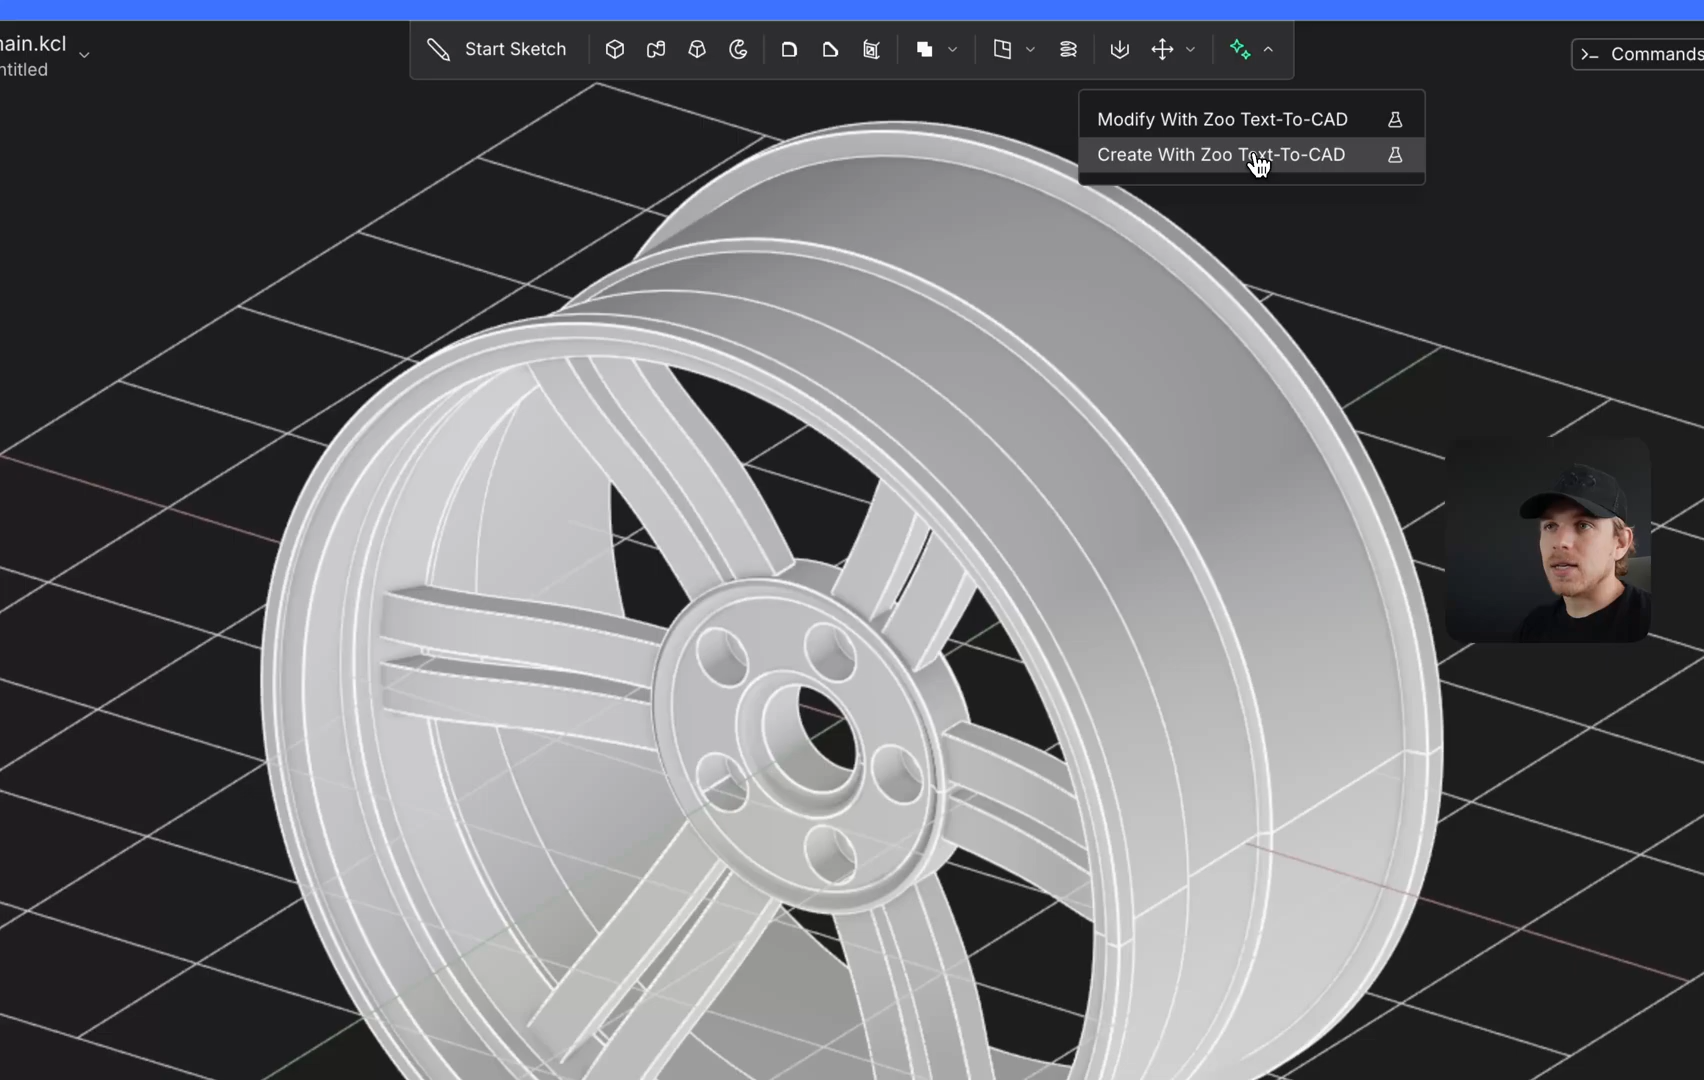 ain.kcl
ntitled
Start Sketch
>_ Commands
Modify With Zoo Text-To-CAD
Create With Zoo Text-To-CAD